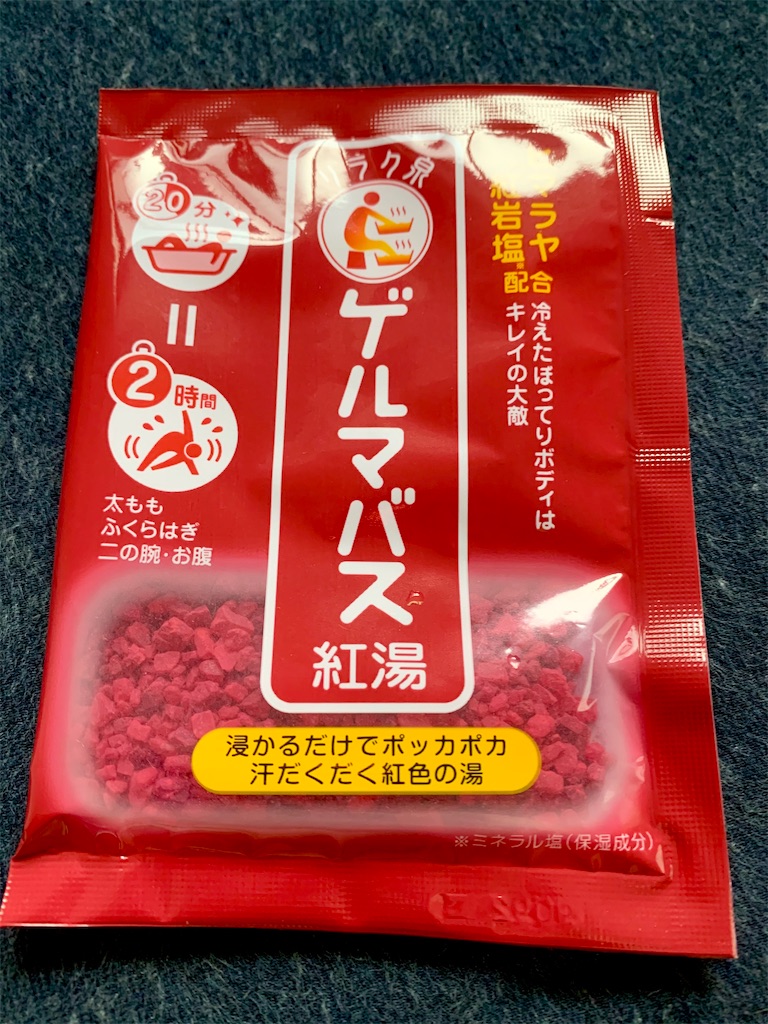 ラク泉
ゲルマバス
紅湯
ラヤ
岩塩※配合
冷えたぽってりボディは
キレイの大敵
20分
=
2時間
太もも
ふくらはぎ
二の腕・お腹
浸かるだけでポッカポカ
汗だくだく紅色の湯
※ミネラル塩(保湿成分)